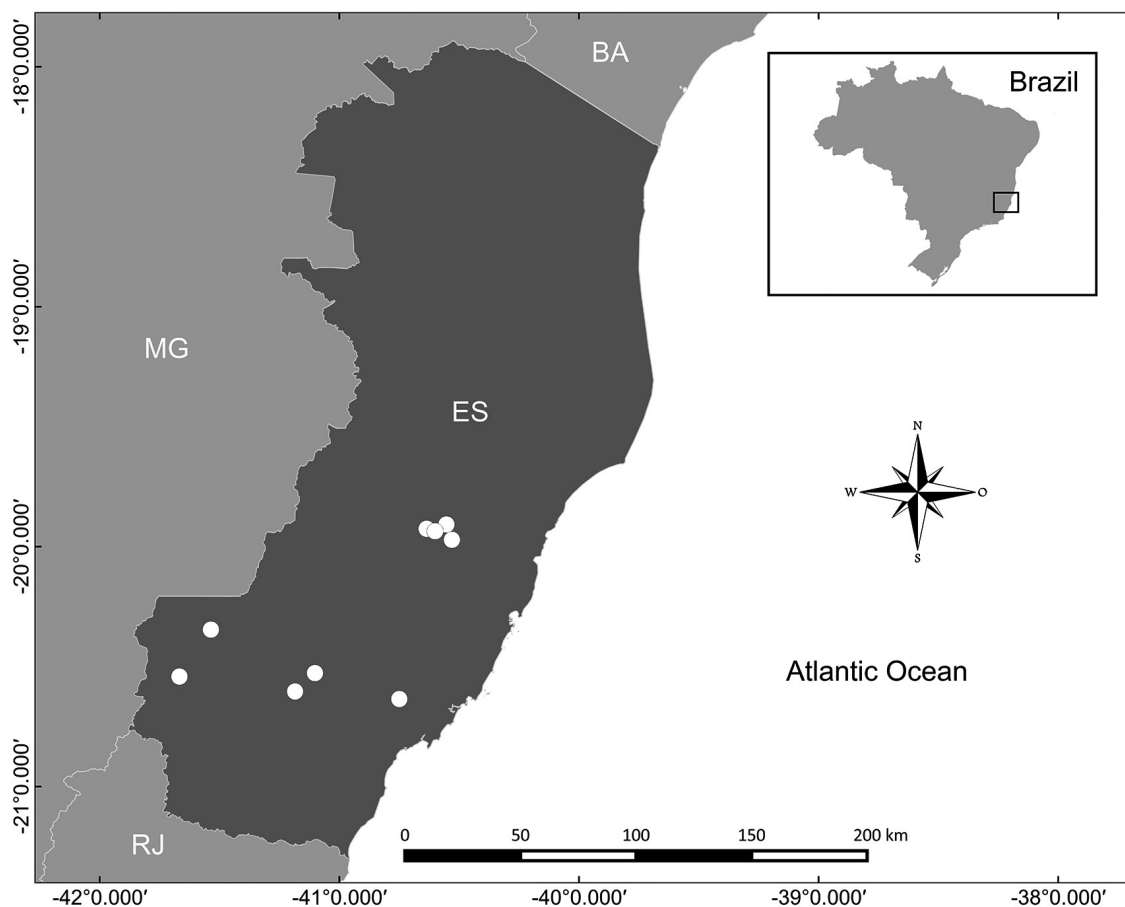 BA
Brazil
-18°0.000'
-19°0.000'
MG
ES
N
W
O
S
-20°0.000'
Atlantic Ocean
-21°0.000'
RJ
0 50 100 150 200 km
-42°0.000' -41°0.000' -40°0.000' -39°0.000' -38°0.000'